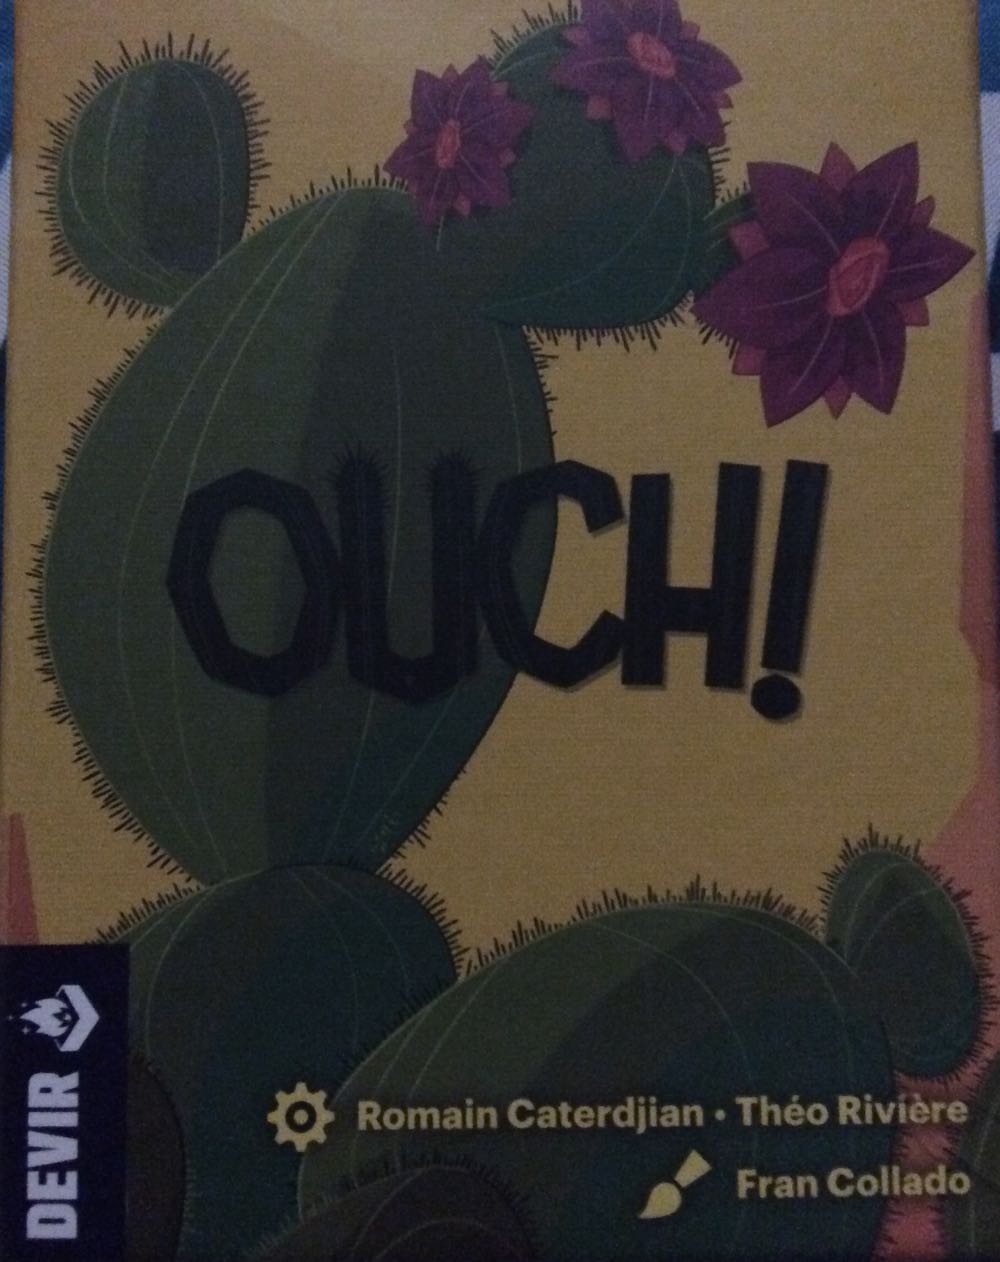 OUCH!
Romain Caterdjian • Théo Rivière
Fran Collado
DEVIR